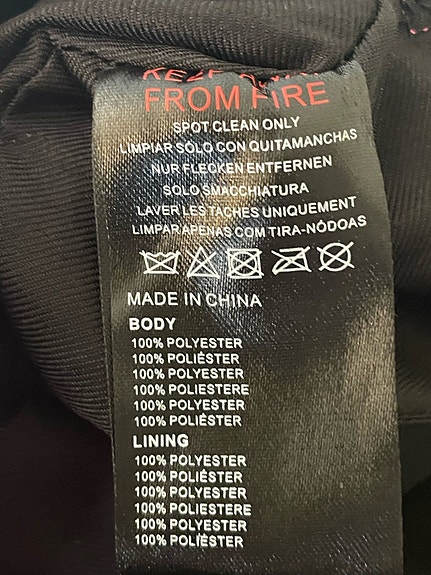 FROM FIRE
SPOT CLEAN ONLY
LIMPIAR SÓLO CON QUITAMANCHAS
NUR FLECKEN ENTFERNEN
SOLO SMACCHIATURA
LAVER LES TACHES UNIQUEMENT
LIMPAR APENAS COM TIRA-NÓDOAS
MADE IN CHINA
BODY
100% POLYESTER
100% POLIÉSTER
100% POLYESTER
100% POLIESTERE
100% POLYESTER
100% POLIÉSTER
LINING
100% POLYESTER
100% POLIÉSTER
100% POLYESTER
100% POLIESTERE
100% POLYESTER
100% POLIÉSTER